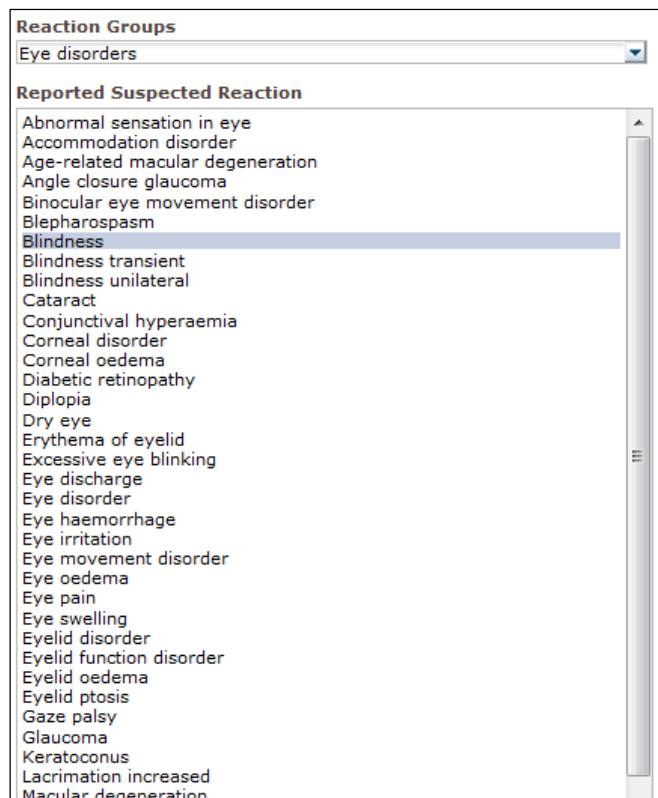 Reaction Groups
Eye disorders
Reported Suspected Reaction
Abnormal sensation in eye
Accommodation disorder
Age-related macular degeneration
Angle closure glaucoma
Binocular eye movement disorder
Blepharospasm
Blindness
Blindness transient
Blindness unilateral
Cataract
Conjunctival hyperaemia
Corneal disorder
Corneal oedema
Diabetic retinopathy
Diplopia
Dry eye
Erythema of eyelid
Excessive eye blinking
Eye discharge
Eye disorder
Eye haemorrhage
Eye irritation
Eye movement disorder
Eye oedema
Eye pain
Eye swelling
Eyelid disorder
Eyelid function disorder
Eyelid oedema
Eyelid ptosis
Gaze palsy
Glaucoma
Keratoconus
Lacrimation increased
Macular degeneration